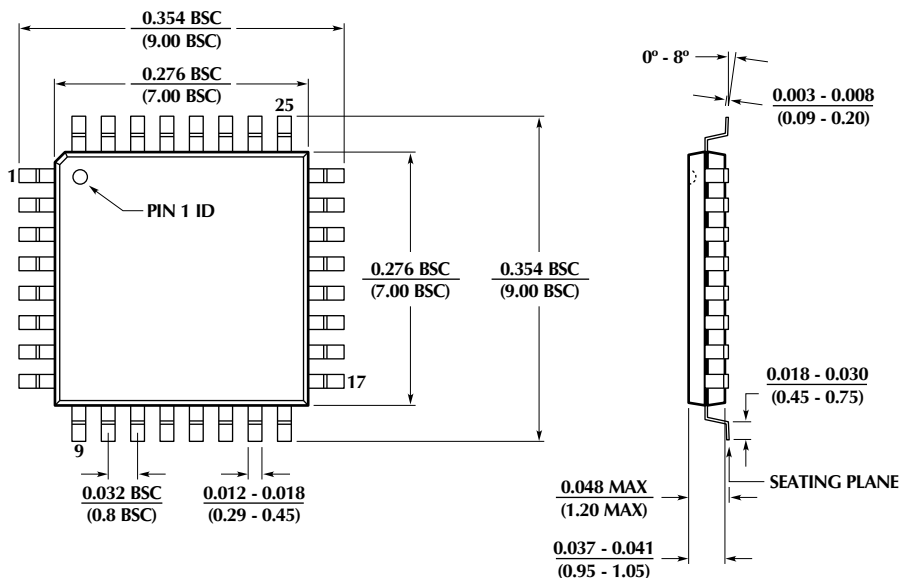 0.354 BSC
(9.00 BSC)
0.276 BSC
(7.00 BSC)
25
1
PIN 1 ID
0.276 BSC
(7.00 BSC)
0.354 BSC
(9.00 BSC)
17
9
0.032 BSC
(0.8 BSC)
0.012 - 0.018
(0.29 - 0.45)
0º - 8º
0.003 - 0.008
(0.09 - 0.20)
0.018 - 0.030
(0.45 - 0.75)
SEATING PLANE
0.048 MAX
(1.20 MAX)
0.037 - 0.041
(0.95 - 1.05)